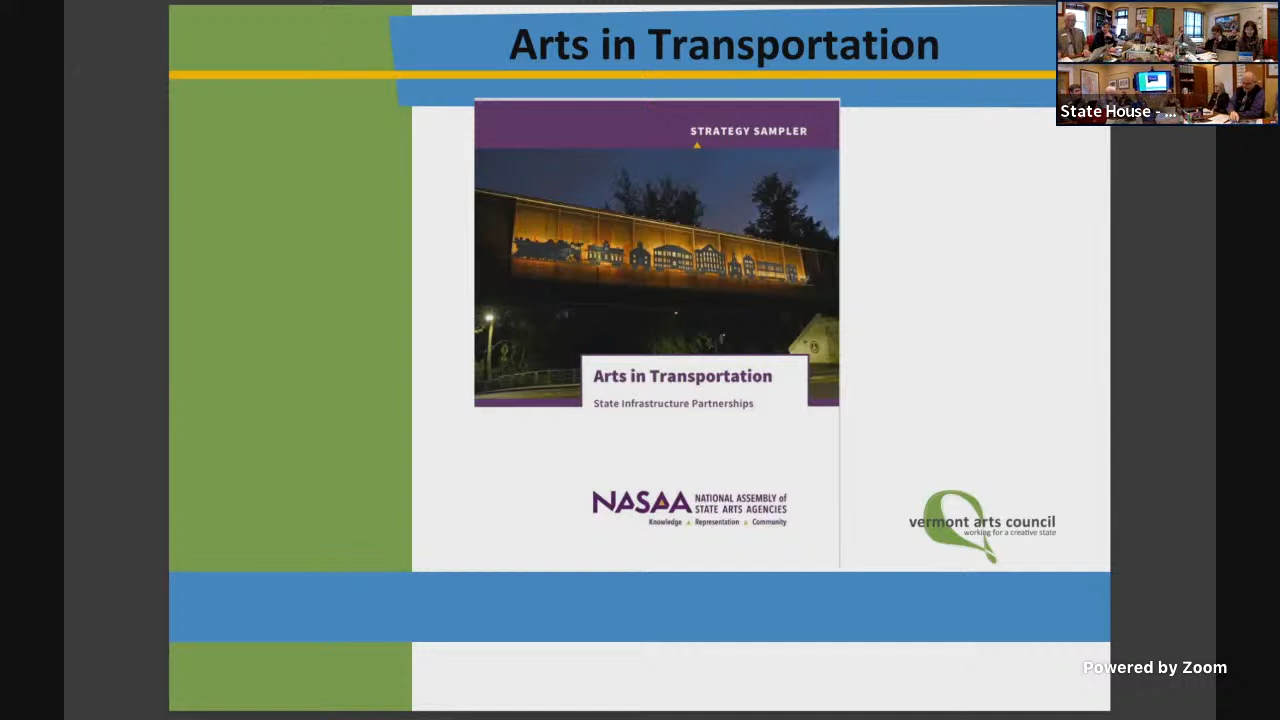 Arts in Transportation
State House - ...
STRATEGY SAMPLER
Arts in Transportation
State Infrastructure Partnerships
NASAA NATIONAL ASSEMBLY of
STATE ARTS AGENCIES
Knowledge ▲ Representation ▲ Community
vermont arts council
working for a creative state
Powered by Zoom